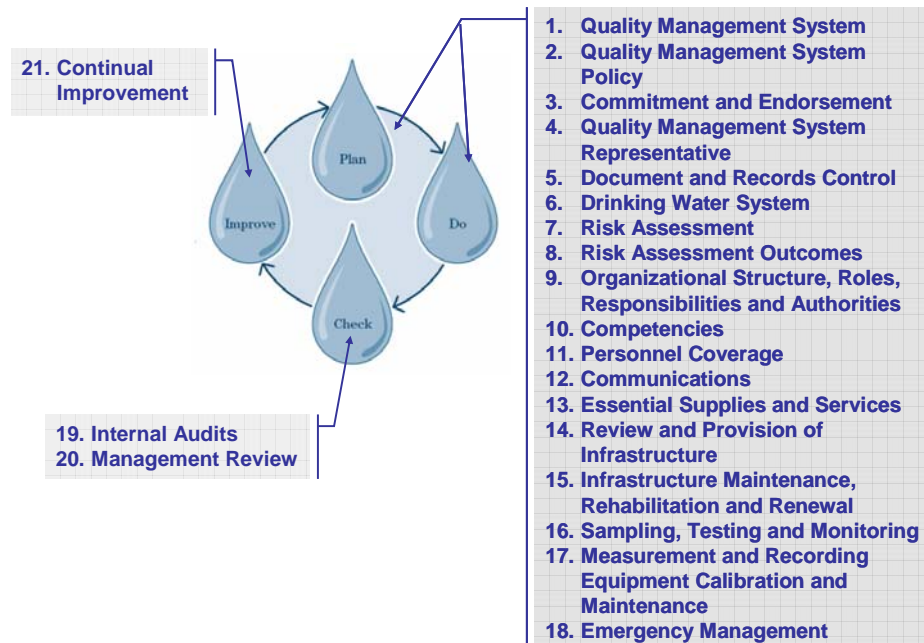 21. Continual
Improvement
Plan
Improve
Do
Check
19. Internal Audits
20. Management Review
1. Quality Management System
2. Quality Management System
Policy
3. Commitment and Endorsement
4. Quality Management System
Representative
5. Document and Records Control
6. Drinking Water System
7. Risk Assessment
8. Risk Assessment Outcomes
9. Organizational Structure, Roles,
Responsibilities and Authorities
10. Competencies
11. Personnel Coverage
12. Communications
13. Essential Supplies and Services
14. Review and Provision of
Infrastructure
15. Infrastructure Maintenance,
Rehabilitation and Renewal
16. Sampling, Testing and Monitoring
17. Measurement and Recording
Equipment Calibration and
Maintenance
18. Emergency Management